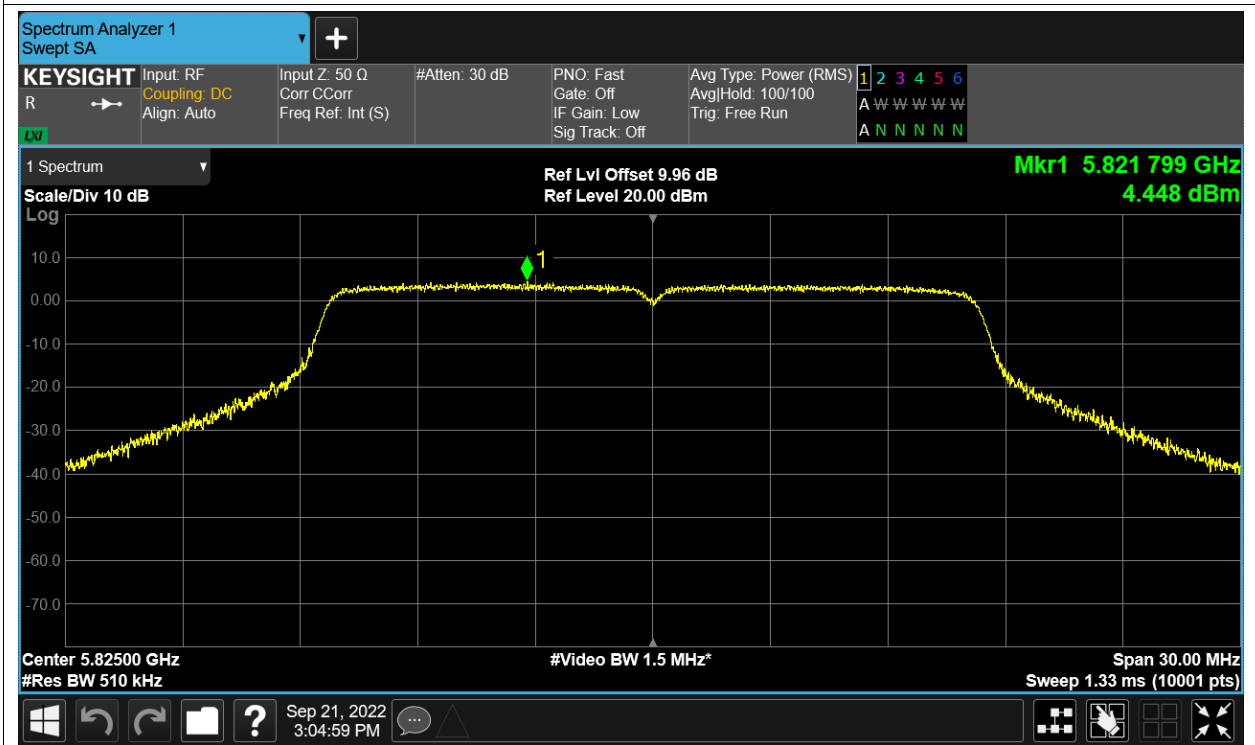 Spectrum Analyzer 1
Swept SA
+
KEYSIGHT
R
LXI
Input: RF
Coupling: DC
Align: Auto
Input Z: 50 Ω
Corr CCorr
Freq Ref: Int (S)
#Atten: 30 dB
PNO: Fast
Gate: Off
IF Gain: Low
Sig Track: Off
Avg Type: Power (RMS)
Avg|Hold: 100/100
Trig: Free Run
1 2 3 4 5 6
A W W W W W
A N N N N N
1 Spectrum
Scale/Div 10 dB
Log
Ref Lvl Offset 9.96 dB
Ref Level 20.00 dBm
Mkr1 5.821 799 GHz
4.448 dBm
1
10.0
0.00
-10.0
-20.0
-30.0
-40.0
-50.0
-60.0
-70.0
Center 5.82500 GHz
#Res BW 510 kHz
#Video BW 1.5 MHz*
Span 30.00 MHz
Sweep 1.33 ms (10001 pts)
?
Sep 21, 2022
3:04:59 PM